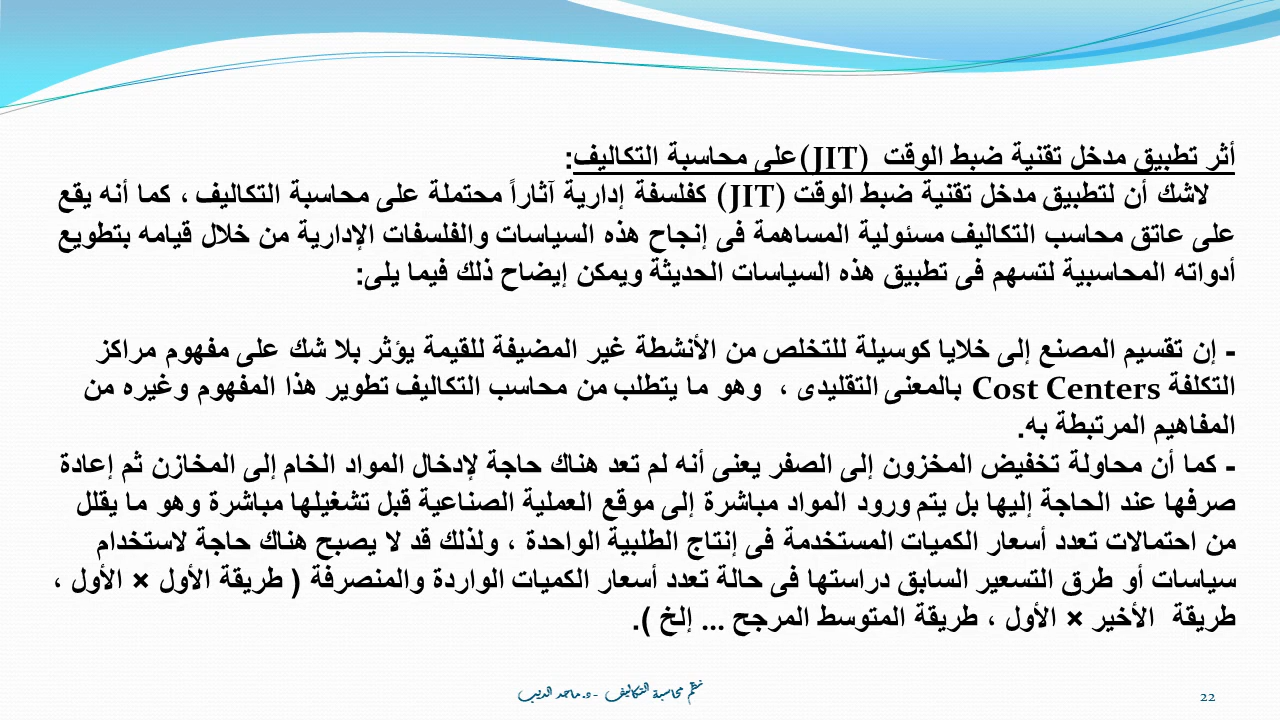 أثر تطبيق مدخل تقنية ضبط الوقت (JIT) على محاسبة التكاليف:
لاشك أن لتطبيق مدخل تقنية ضبط الوقت (JIT) كفلسفة إدارية آثاراً محتملة على محاسبة التكاليف ، كما أنه يقع
على عاتق محاسب التكاليف مسئولية المساهمة فى إنجاح هذه السياسات والفلسفات الإدارية من خلال قيامه بتطويع
أدواته المحاسبية لتسهم فى تطبيق هذه السياسات الحديثة ويمكن إيضاح ذلك فيما يلى:
- إن تقسيم المصنع إلى خلايا كوسيلة للتخلص من الأنشطة غير المضيفة للقيمة يؤثر بلا شك على مفهوم مراكز
التكلفة Cost Centers بالمعنى التقليدى ، وهو ما يتطلب من محاسب التكاليف تطوير هذا المفهوم وغيره من
المفاهيم المرتبطة به.
- كما أن محاولة تخفيض المخزون إلى الصفر يعنى أنه لم تعد هناك حاجة لإدخال المواد الخام إلى المخازن ثم إعادة
صرفها عند الحاجة إليها بل يتم ورود المواد مباشرة إلى موقع العملية الصناعية قبل تشغيلها مباشرة وهو ما يقلل
من احتمالات تعدد أسعار الكميات المستخدمة فى إنتاج الطلبية الواحدة ، ولذلك قد لا يصبح هناك حاجة لاستخدام
سياسات أو طرق التسعير السابق دراستها فى حالة تعدد أسعار الكميات الواردة والمنصرفة ( طريقة الأول × الأول ،
طريقة الأخير × الأول ، طريقة المتوسط المرجح ... إلخ ).
نظم محاسبة التكاليف - د. ماجد الديب
22